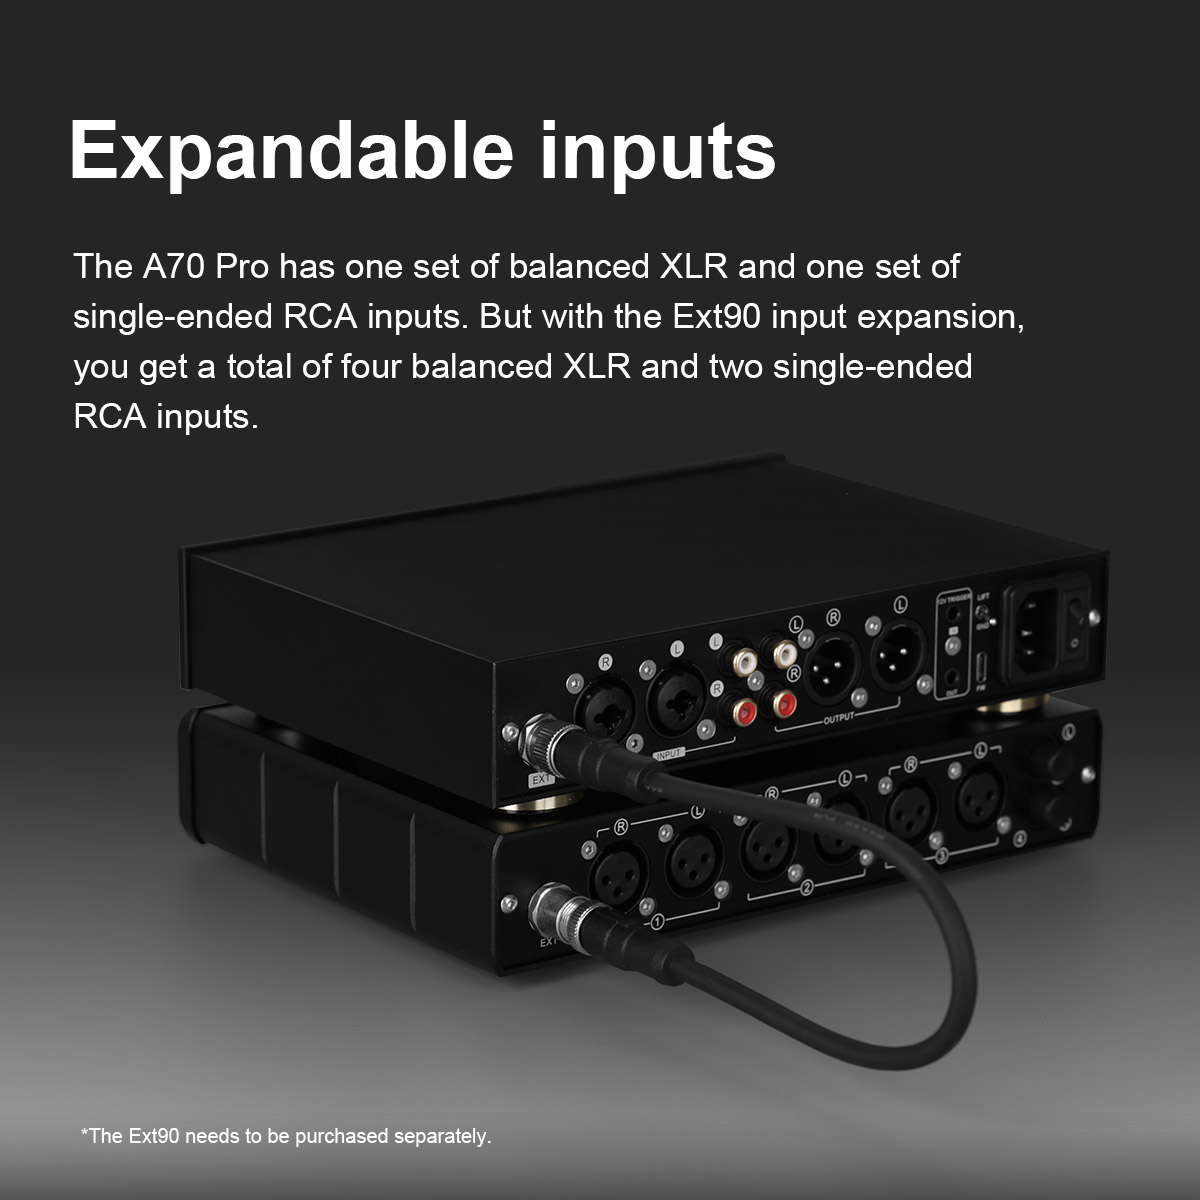 Expandable inputs
The A70 Pro has one set of balanced XLR and one set of
single-ended RCA inputs. But with the Ext90 input expansion,
you get a total of four balanced XLR and two single-ended
RCA inputs.
R
L
L
R
L
R
R
L
12V TRIGGER
OUT
LIFT
GND
FW
EXT
INPUT
OUTPUT
R
L
R
L
R
L
L
EXT
1
2
3
4
*The Ext90 needs to be purchased separately.